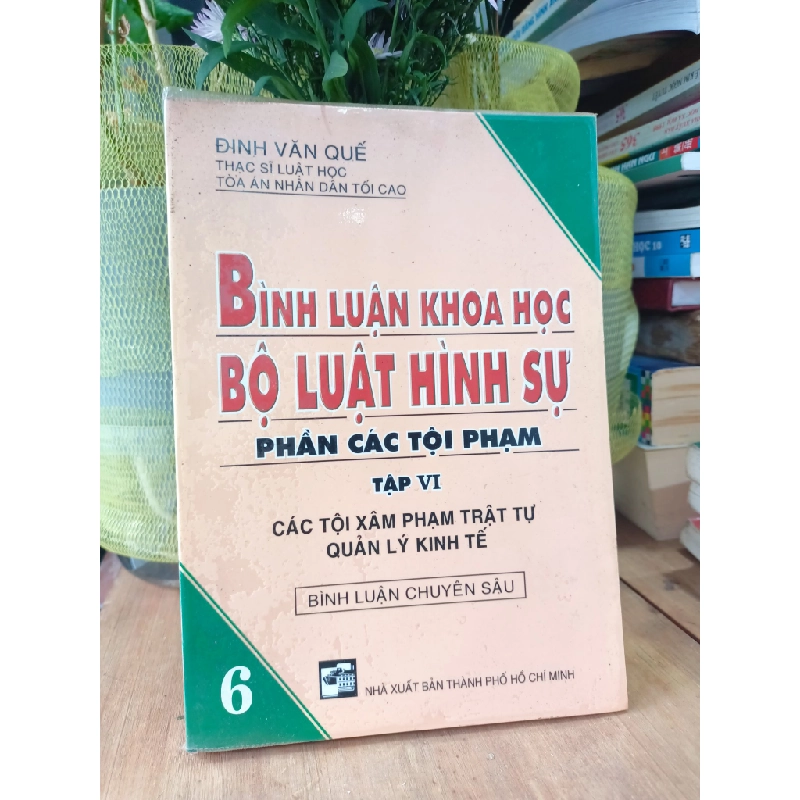 ĐINH VĂN QUẾ
THẠC SĨ LUẬT HỌC
TÒA ÁN NHÂN DÂN TỐI CAO
BÌNH LUẬN KHOA HỌC
BỘ LUẬT HÌNH SỰ
PHẦN CÁC TỘI PHẠM
TẬP VI
CÁC TỘI XÂM PHẠM TRẬT TỰ
QUẢN LÝ KINH TẾ
BÌNH LUẬN CHUYÊN SÂU
6
NHÀ XUẤT BẢN THÀNH PHỐ HỒ CHÍ MINH